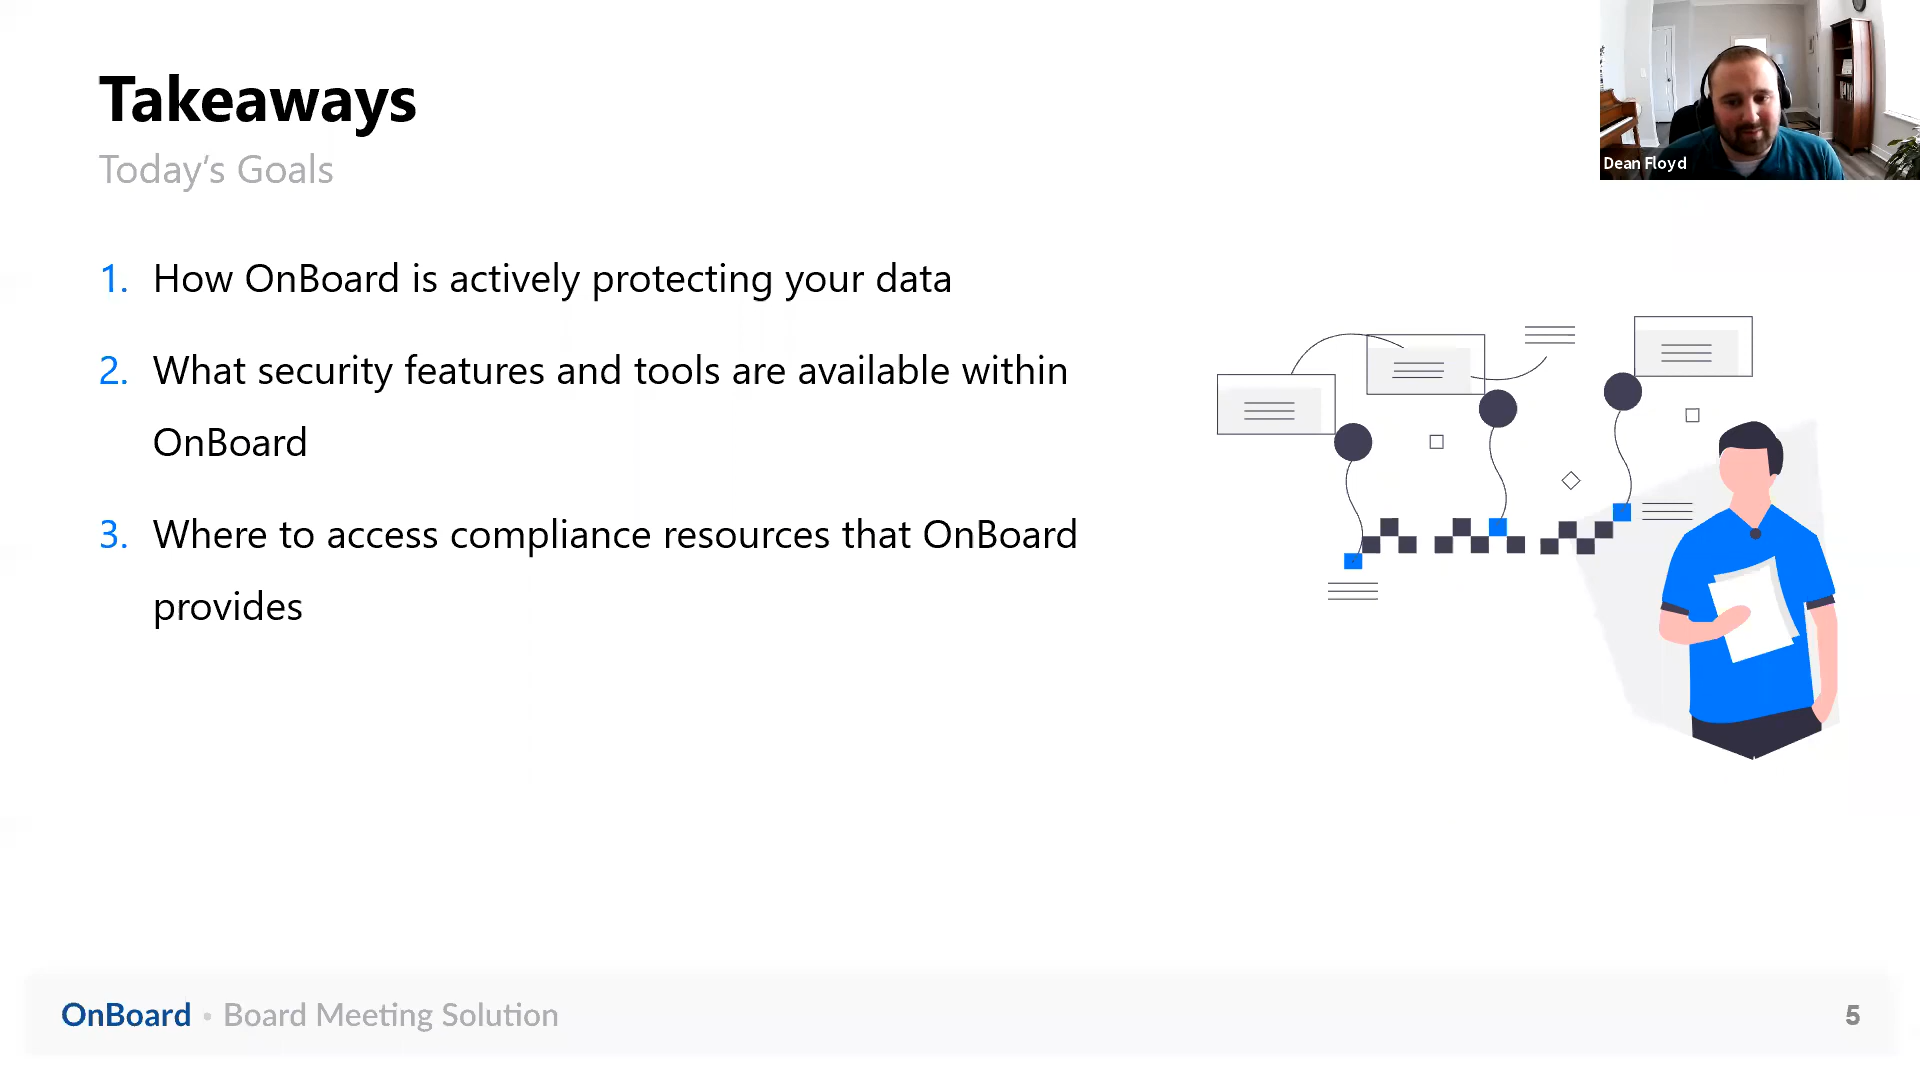 Takeaways
Today's Goals
Dean Floyd
1. How OnBoard is actively protecting your data
2. What security features and tools are available within
OnBoard
3. Where to access compliance resources that OnBoard
provides
OnBoard • Board Meeting Solution
5